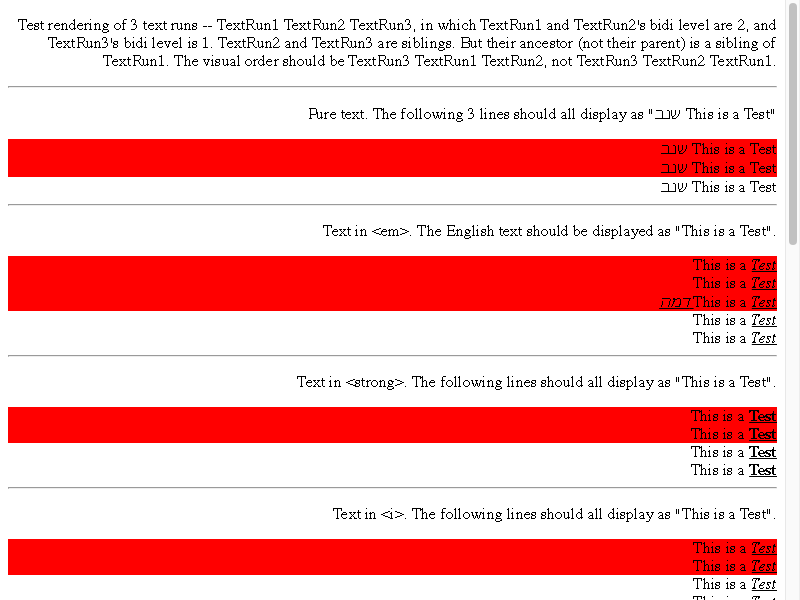 Test rendering of 3 text runs -- TextRun1 TextRun2 TextRun3, in which TextRun1 and TextRun2's bidi level are 2, and
TextRun3's bidi level is 1. TextRun2 and TextRun3 are siblings. But their ancestor (not their parent) is a sibling of
TextRun1. The visual order should be TextRun3 TextRun1 TextRun2, not TextRun3 TextRun2 TextRun1.
Pure text. The following 3 lines should all display as "שנב This is a Test"
שנב This is a Test
שנב This is a Test
שנב This is a Test
Text in <em>. The English text should be displayed as "This is a Test".
This is a Test
This is a Test
דמח This is a Test
This is a Test
This is a Test
Text in <strong>. The following lines should all display as "This is a Test".
This is a Test
This is a Test
This is a Test
This is a Test
Text in <i>. The following lines should all display as "This is a Test".
This is a Test
This is a Test
This is a Test